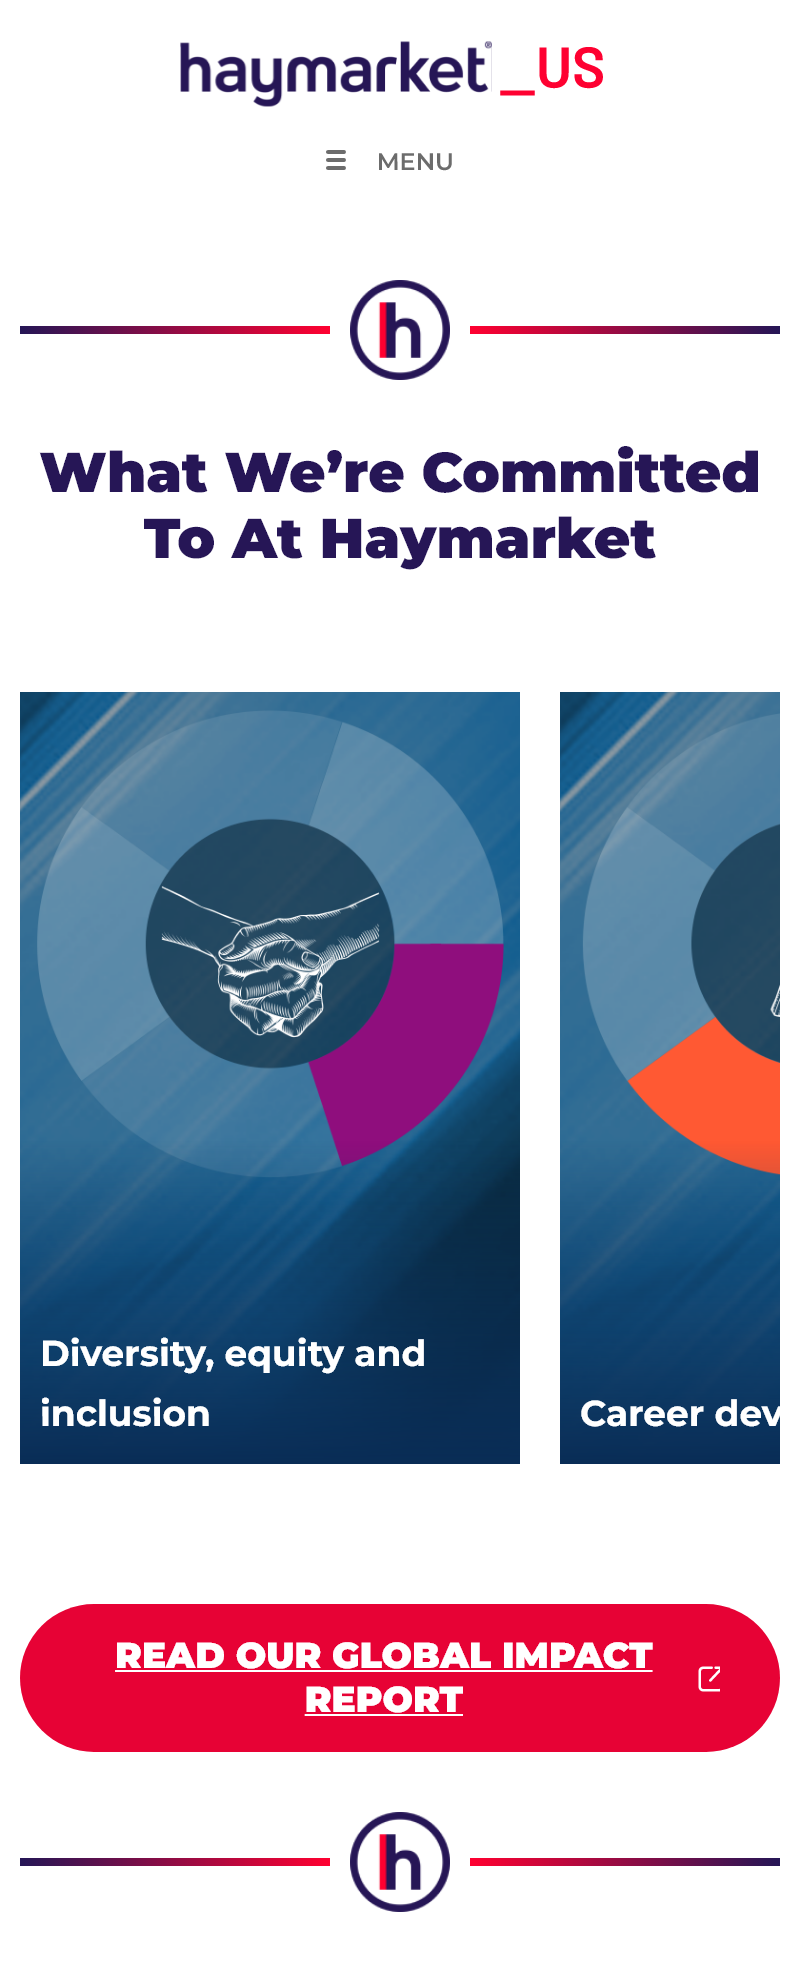 haymarket® _US
MENU
h
What We’re Committed
To At Haymarket
Diversity, equity and
inclusion
Career dev
READ OUR GLOBAL IMPACT
REPORT
h